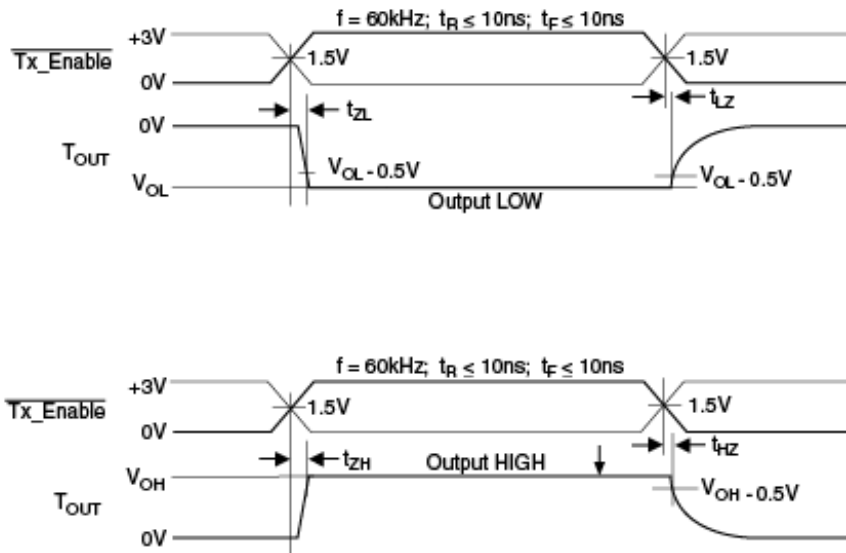 f = 60kHz; tR ≤ 10ns; tF ≤ 10ns
+3V
Tx_Enable
1.5V
1.5V
0V
tZL
tLZ
0V
TOUT
VOL - 0.5V
VOL - 0.5V
VOL
Output LOW
f = 60kHz; tR ≤ 10ns; tF ≤ 10ns
+3V
Tx_Enable
1.5V
1.5V
0V
tZH
tHZ
VOH
Output HIGH
VOH - 0.5V
TOUT
0V